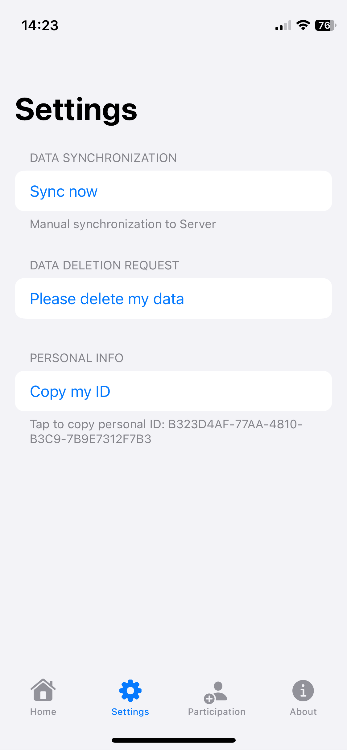 14:23
76
Settings
DATA SYNCHRONIZATION
Sync now
Manual synchronization to Server
DATA DELETION REQUEST
Please delete my data
PERSONAL INFO
Copy my ID
Tap to copy personal ID: B323D4AF-77AA-4810-
B3C9-7B9E7312F7B3
Home
Settings
Participation
About